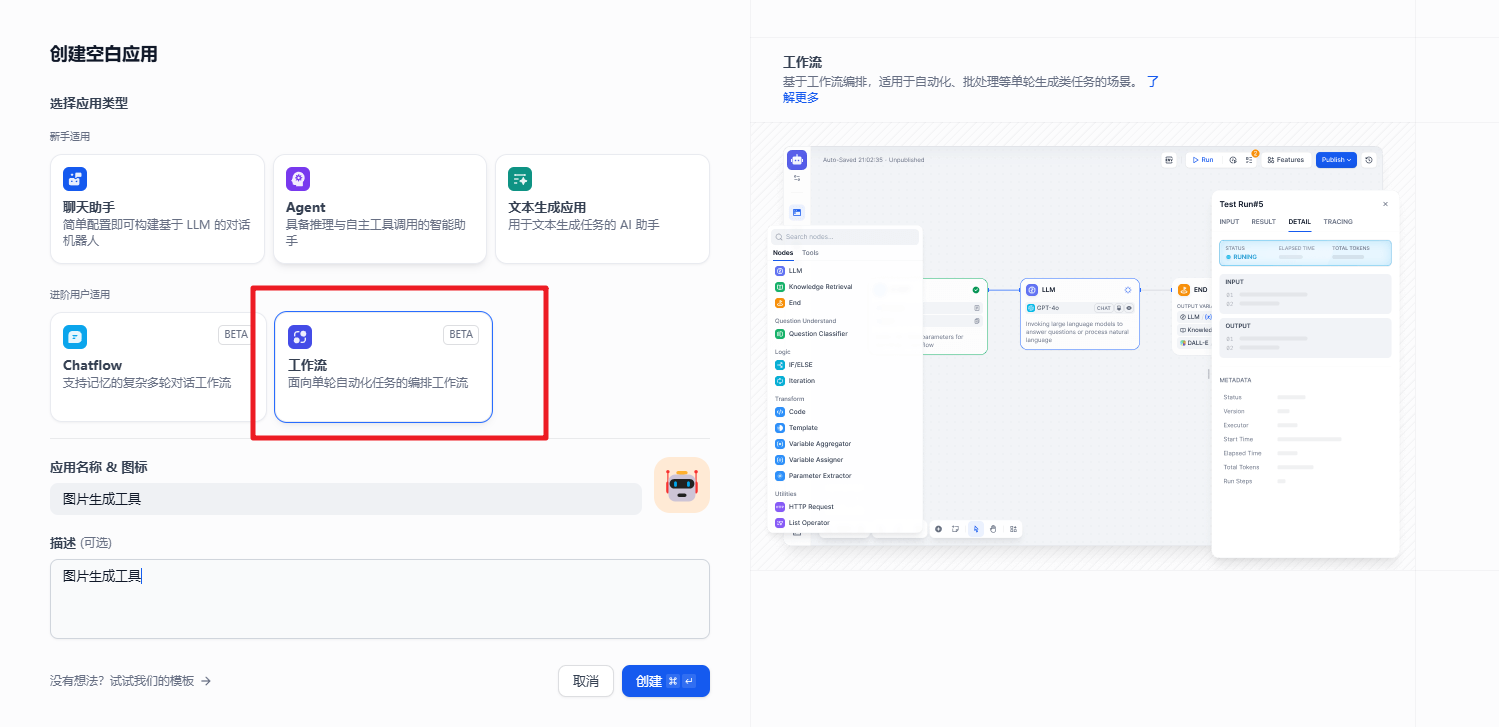 创建空白应用
选择应用类型
新手适用
聊天助手
简单配置即可构建基于 LLM 的对话
机器人
Agent
具备推理与自主工具调用的智能助
手
文本生成应用
用于文本生成任务的 AI 助手
进阶用户适用
BETA
Chatflow
支持记忆的复杂多轮对话工作流
BETA
工作流
面向单轮自动化任务的编排工作流
应用名称 & 图标
图片生成工具
描述 (可选)
图片生成工具
没有想法? 试试我们的模板
取消
创建
工作流
基于工作流编排，适用于自动化、批处理等单轮生成类任务的场景。 了
解更多
Auto-Saved 21:02:35 · Unpublished
Run
2
Features
Publish
Search nodes...
Nodes Tools
LLM
Knowledge Retrieval
End
Question Understand
Question Classifier
Logic
IF/ELSE
Iteration
Transform
Code
Template
Variable Aggregator
Variable Assigner
Parameter Extractor
Utilities
HTTP Request
List Operator
parameters for
flow
LLM
GPT-4o
CHAT
Invoking large language models to
answer questions or process natural
language
END
OUTPUT VARIA
LLM
Knowled
DALL-E
Test Run#5
INPUT RESULT DETAIL TRACING
STATUS ELAPSED TIME TOTAL TOKENS
RUNING
INPUT
01
02
OUTPUT
01
02
METADATA
Status
Version
Executor
Start Time
Elapsed Time
Total Tokens
Run Steps